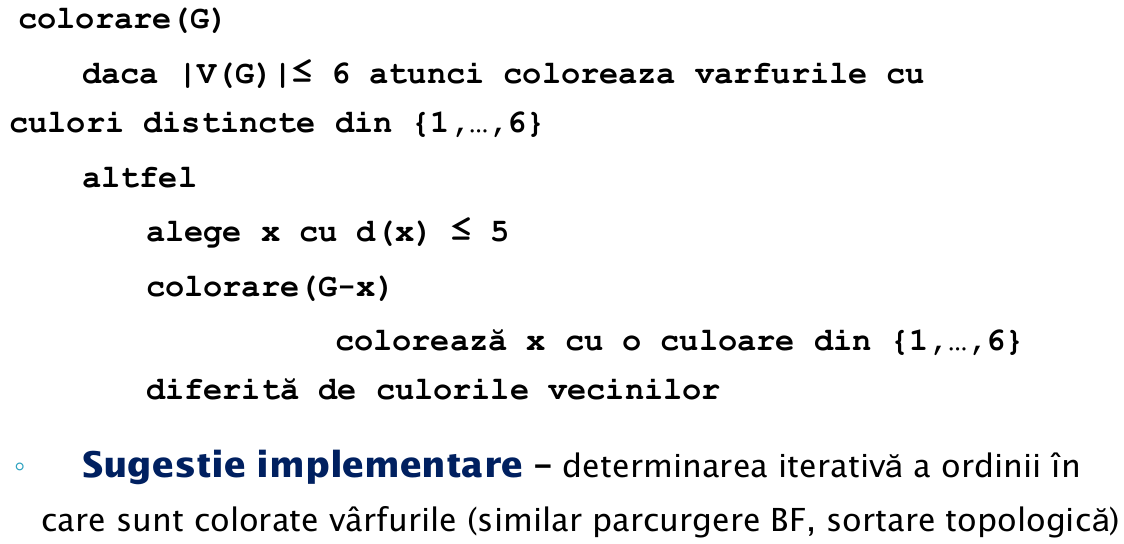 colorare(G)
daca |V(G)|≤ 6 atunci coloreaza varfurile cu
culori distincte din {1,…,6}
altfel
alege x cu d(x) ≤ 5
colorare(G-x)
colorează x cu o culoare din {1,…,6}
diferită de culorile vecinilor
◦ Sugestie implementare – determinarea iterativă a ordinii în
care sunt colorate vârfurile (similar parcurgere BF, sortare topologică)